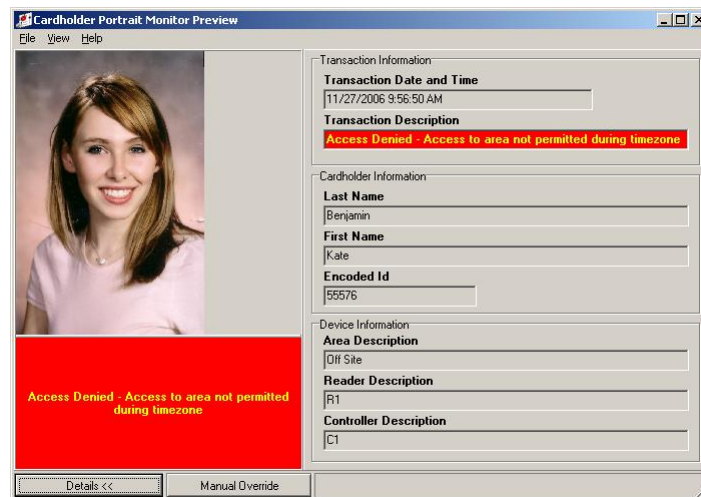 Cardholder Portrait Monitor Preview
File View Help
Transaction Information
Transaction Date and Time
11/27/2006 9:56:50 AM
Transaction Description
Access Denied - Access to area not permitted during timezone
Cardholder Information
Last Name
Benjamin
First Name
Kate
Encoded Id
55576
Device Information
Area Description
Off Site
Reader Description
R1
Controller Description
C1
Access Denied - Access to area not permitted
during timezone
Details <<
Manual Override